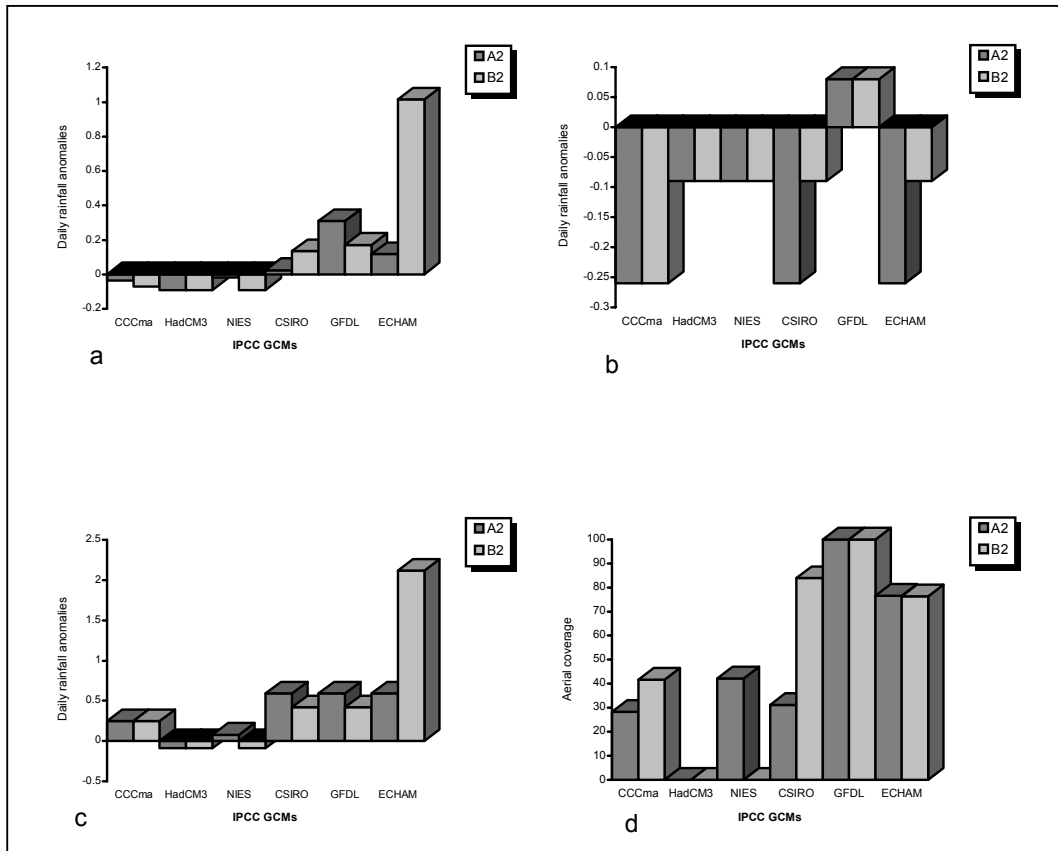 A2
B2
1.2
1
0.8
0.6
0.4
0.2
0
-0.2
Daily rainfall anomalies
CCCma HadCM3 NIES CSIRO GFDL ECHAM
IPCC GCMs
a
A2
B2
0.1
0.05
0
-0.05
-0.1
-0.15
-0.2
-0.25
-0.3
Daily rainfall anomalies
CCCma HadCM3 NIES CSIRO GFDL ECHAM
IPCC GCMs
b
A2
B2
2.5
2
1.5
1
0.5
0
-0.5
Daily rainfall anomalies
CCCma HadCM3 NIES CSIRO GFDL ECHAM
IPCC GCMs
c
A2
B2
100
90
80
70
60
50
40
30
20
10
0
Aerial coverage
CCCma HadCM3 NIES CSIRO GFDL ECHAM
IPCC GCMs
d